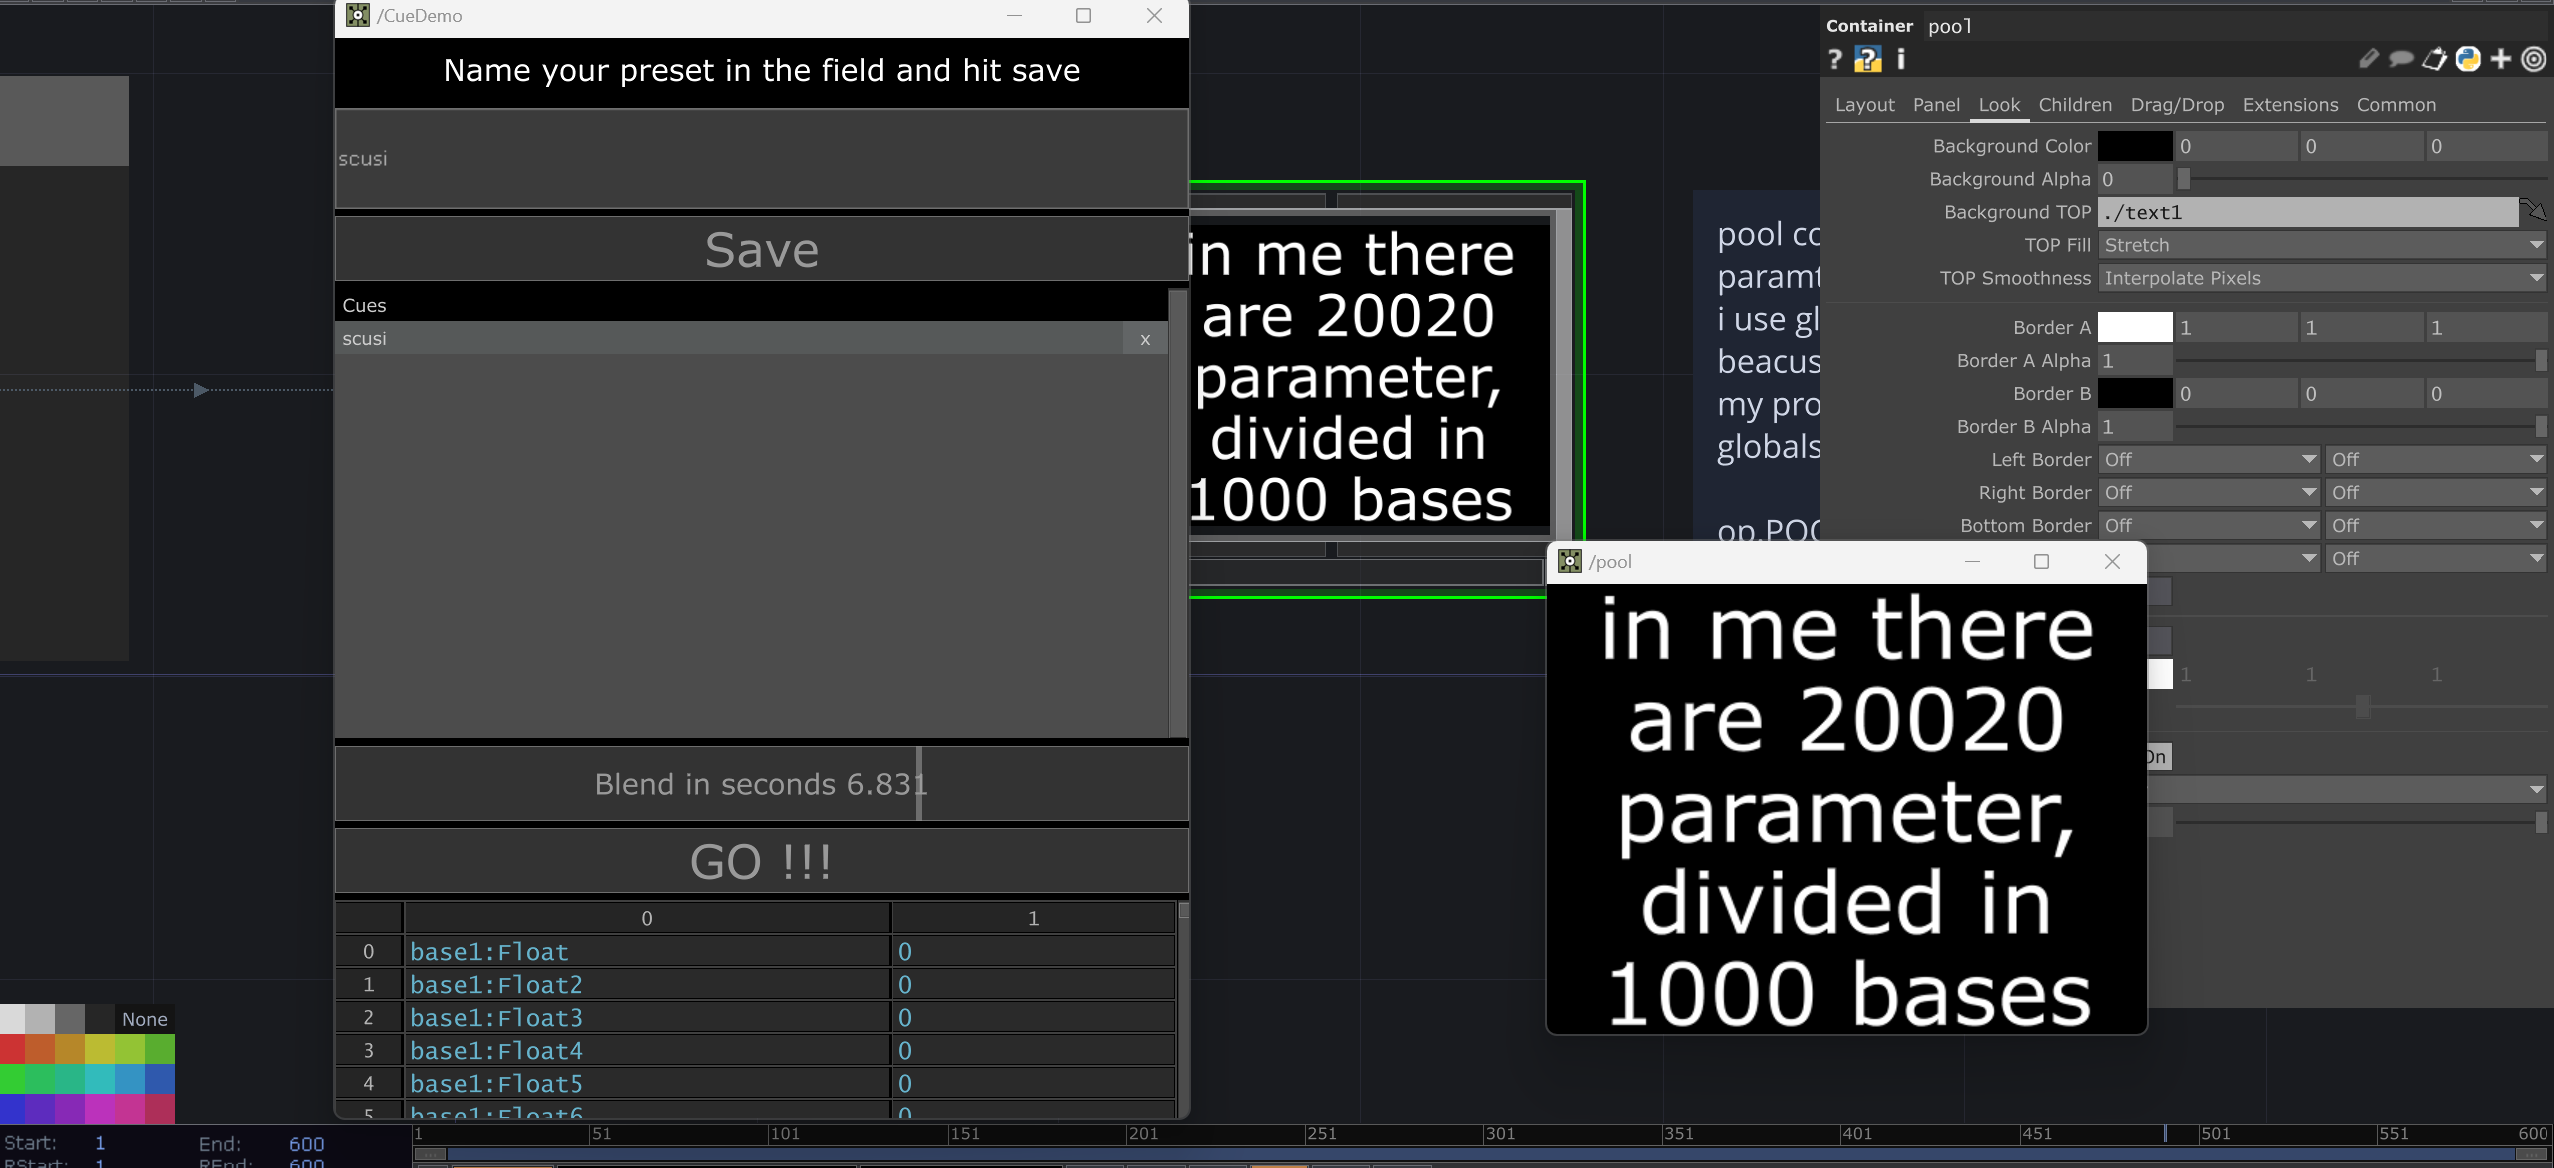 /CueDemo
Name your preset in the field and hit save
scusi
Save
Cues
scusi x
Blend in seconds 6.831
GO !!!
0 1
0 base1:Float 0
1 base1:Float2 0
2 base1:Float3 0
3 base1:Float4 0
4 base1:Float5 0
5 base1:Float6 0
in me there
are 20020
parameter,
divided in
1000 bases
pool co
paramt
i use gl
beacus
my pro
globals
op.POO
Container pool
? ? i
Layout Panel Look Children Drag/Drop Extensions Common
Background Color 0 0 0
Background Alpha 0
Background TOP ./text1
TOP Fill Stretch
TOP Smoothness Interpolate Pixels
Border A 1 1 1
Border A Alpha 1
Border B 0 0 0
Border B Alpha 1
Left Border Off Off
Right Border Off Off
Bottom Border Off Off
Off
1 1 1
On
/pool
in me there
are 20020
parameter,
divided in
1000 bases
None
Start: 1 End: 600
RStart: 1 REnd: 600
1 51 101 151 201 251 301 351 401 451 501 551 600